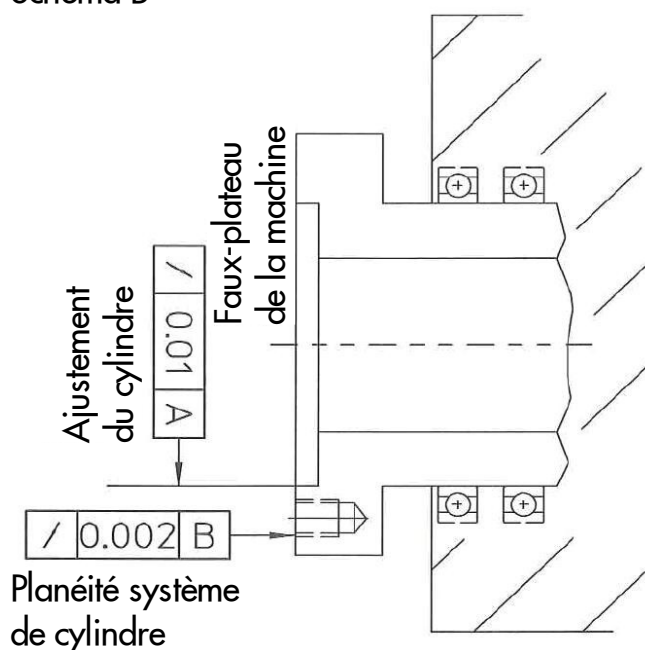 Schéma B
Faux-plateau
de la machine
Ajustement
du cylindre
/ 0.01 A
/ 0.002 B
Planéité système
de cylindre